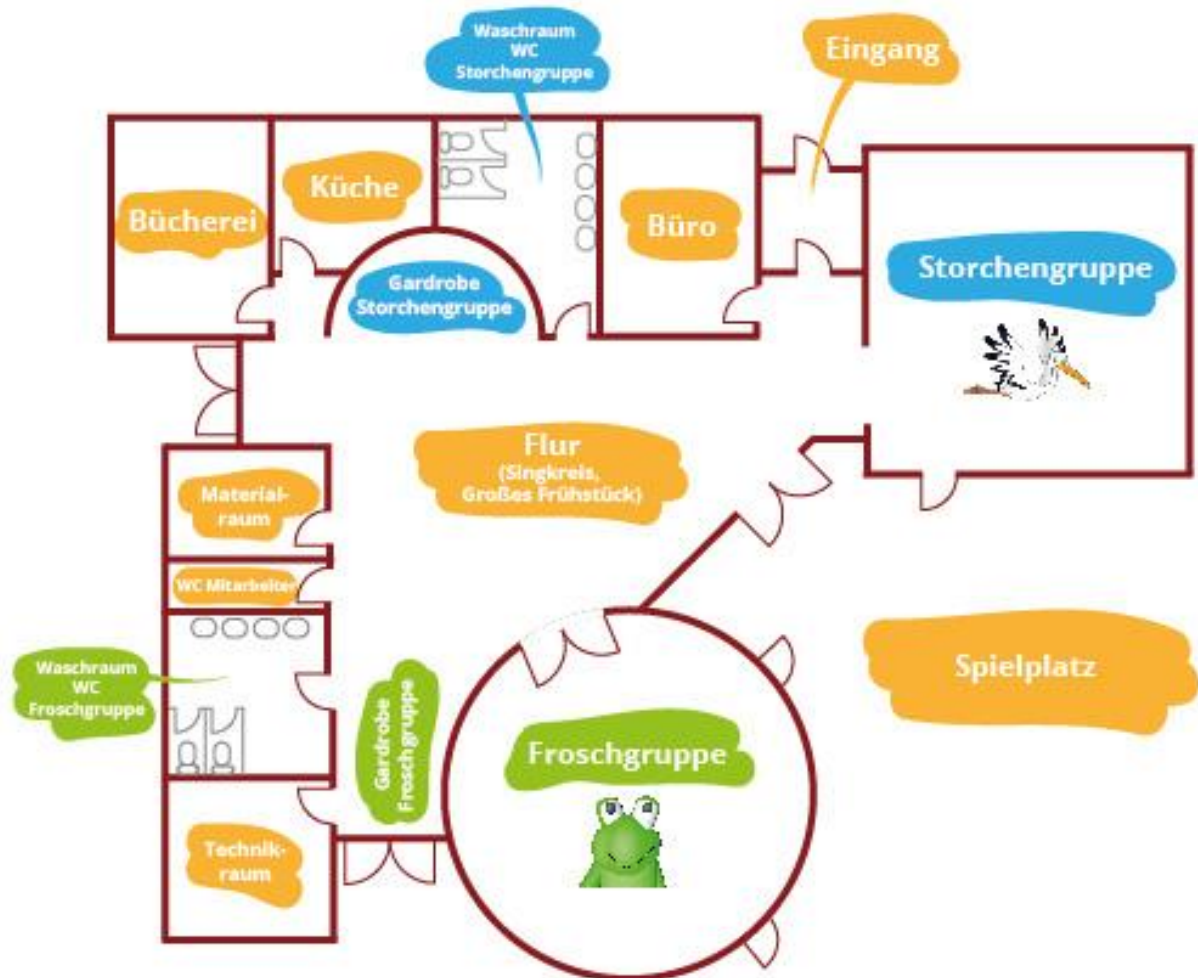 Waschraum
WC
Storchengruppe
Eingang
Bücherei
Küche
Büro
Gardrobe
Storchengruppe
Storchengruppe
Flur
(Singkreis,
Großes Frühstück)
Material-
raum
WC Mitarbeiter
Waschraum
WC
Froschgruppe
Gardrobe
Froschgruppe
Froschgruppe
Spielplatz
Technik-
raum